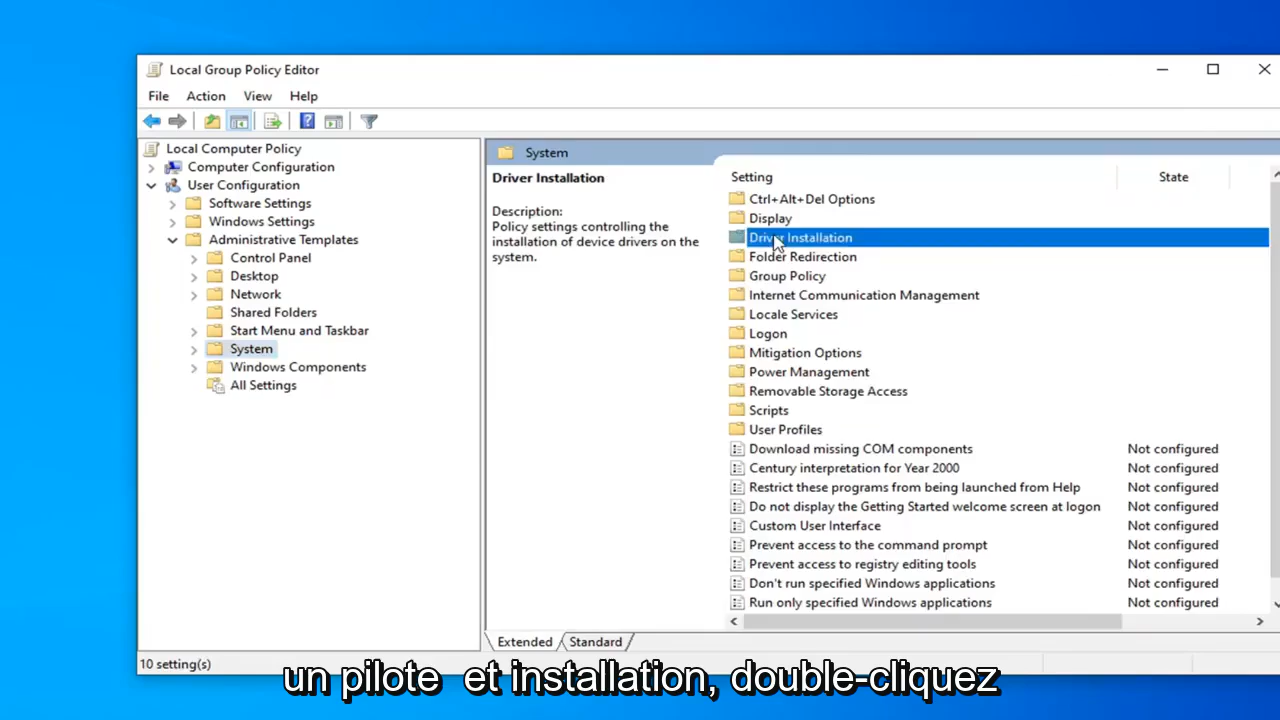 Local Group Policy Editor
File Action View Help
Local Computer Policy
Computer Configuration
User Configuration
Software Settings
Windows Settings
Administrative Templates
Control Panel
Desktop
Network
Shared Folders
Start Menu and Taskbar
System
Windows Components
All Settings
System
Driver Installation
Description:
Policy settings controlling the
installation of device drivers on the
system.
Setting State
Ctrl+Alt+Del Options
Display
Driver Installation
Folder Redirection
Group Policy
Internet Communication Management
Locale Services
Logon
Mitigation Options
Power Management
Removable Storage Access
Scripts
User Profiles
Download missing COM components Not configured
Century interpretation for Year 2000 Not configured
Restrict these programs from being launched from Help Not configured
Do not display the Getting Started welcome screen at logon Not configured
Custom User Interface Not configured
Prevent access to the command prompt Not configured
Prevent access to registry editing tools Not configured
Don't run specified Windows applications Not configured
Run only specified Windows applications Not configured
Extended Standard
10 setting(s)
un pilote et installation, double-cliquez